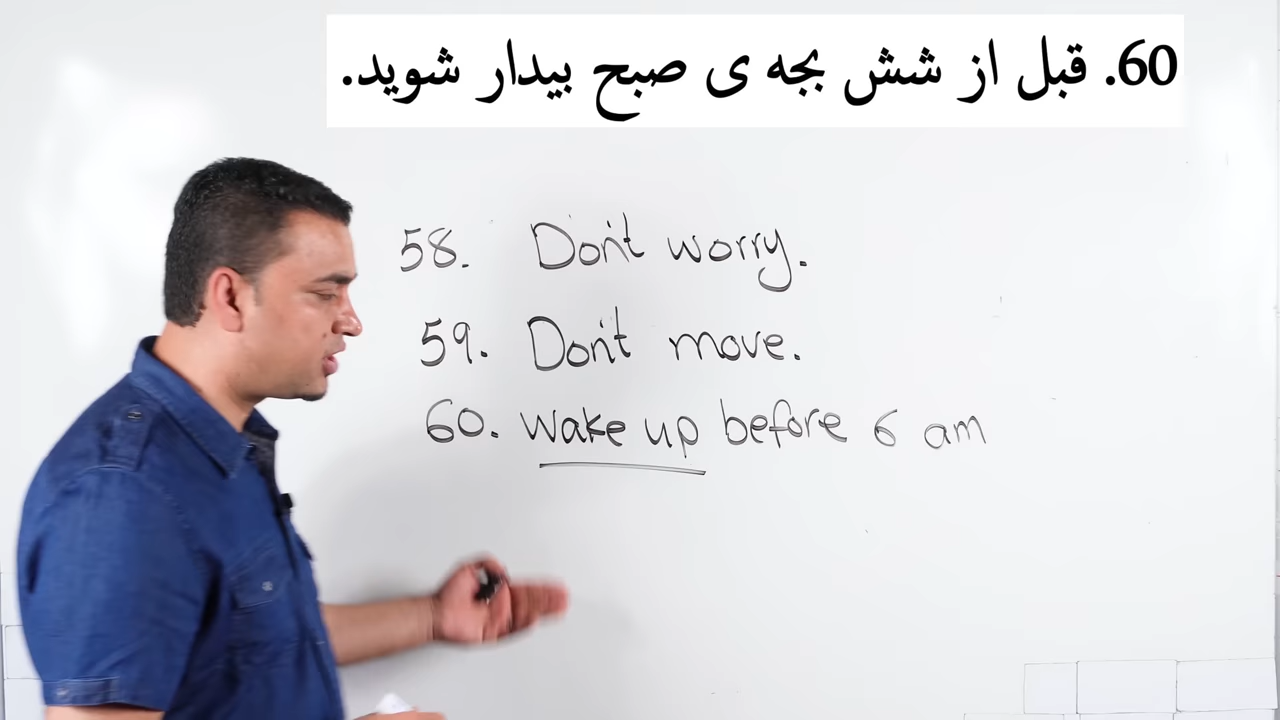 60. قبل از شش بجه ی صبح بیدار شوید.
58. Don't worry.
59. Don't move.
60. Wake up before 6 am